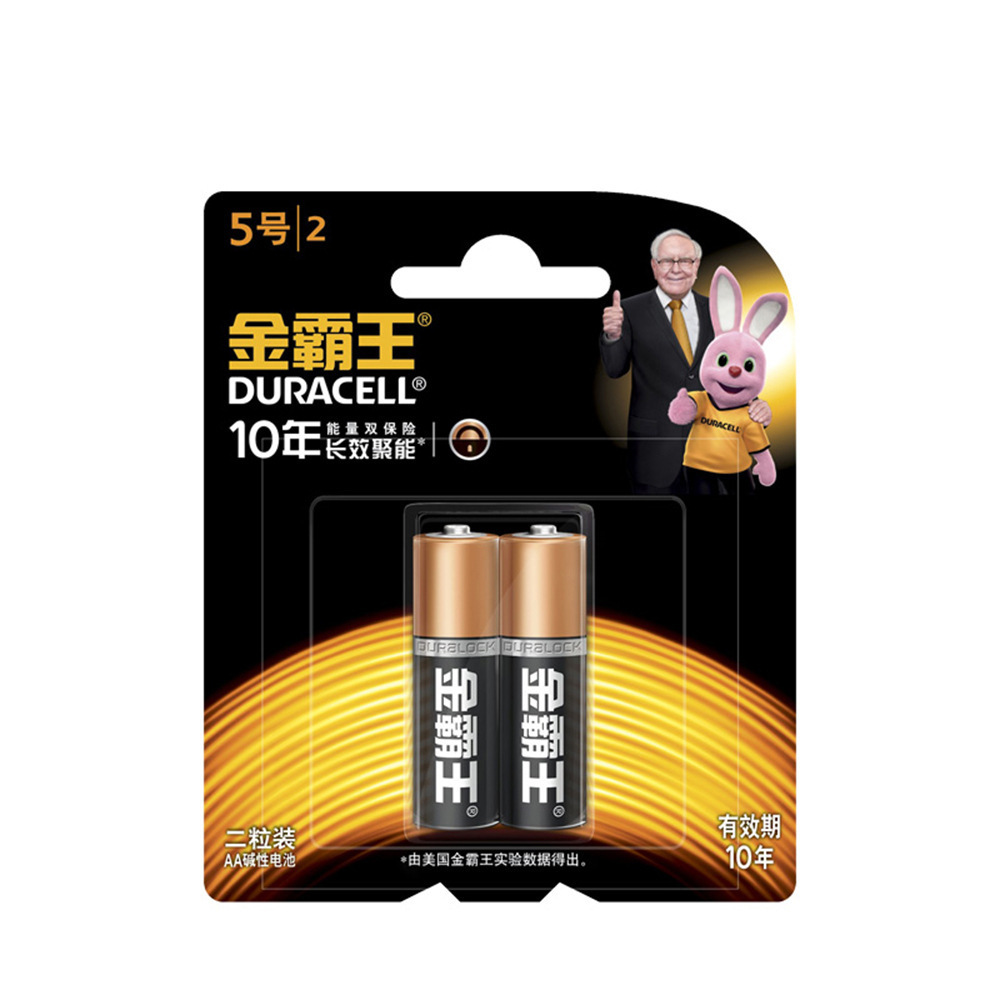 5号|2
金霸王®
DURACELL®
10年 能量双保险
长效聚能*
DURACELL
DURALOCK DURALOCK
金霸王® 金霸王®
二粒装
AA碱性电池
*由美国金霸王实验数据得出。
有效期
10年